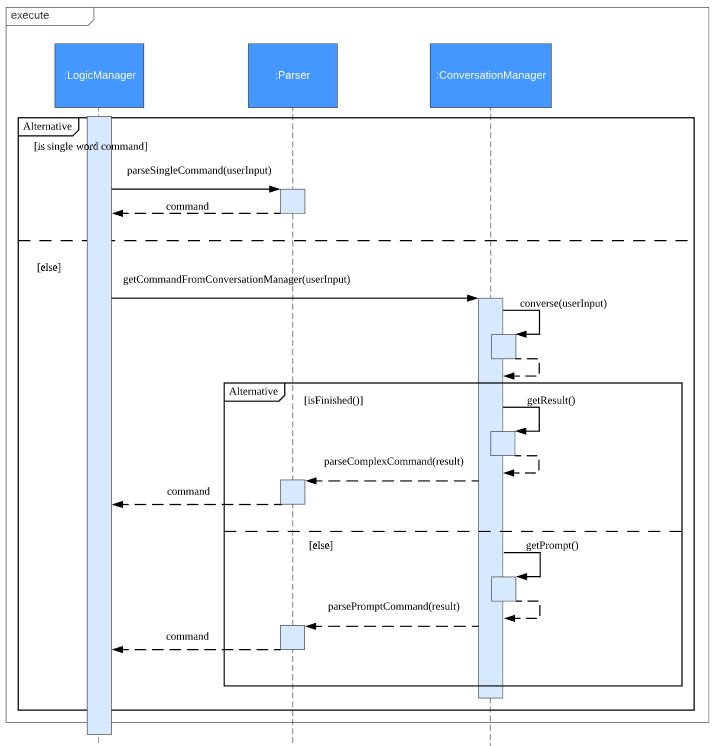 execute
:LogicManager
:Parser
:ConversationManager
Alternative
[is single word command]
parseSingleCommand(userInput)
command
[else]
getCommandFromConversationManager(userInput)
converse(userInput)
Alternative
[isFinished()]
getResult()
parseComplexCommand(result)
command
[else]
getPrompt()
parsePromptCommand(result)
command